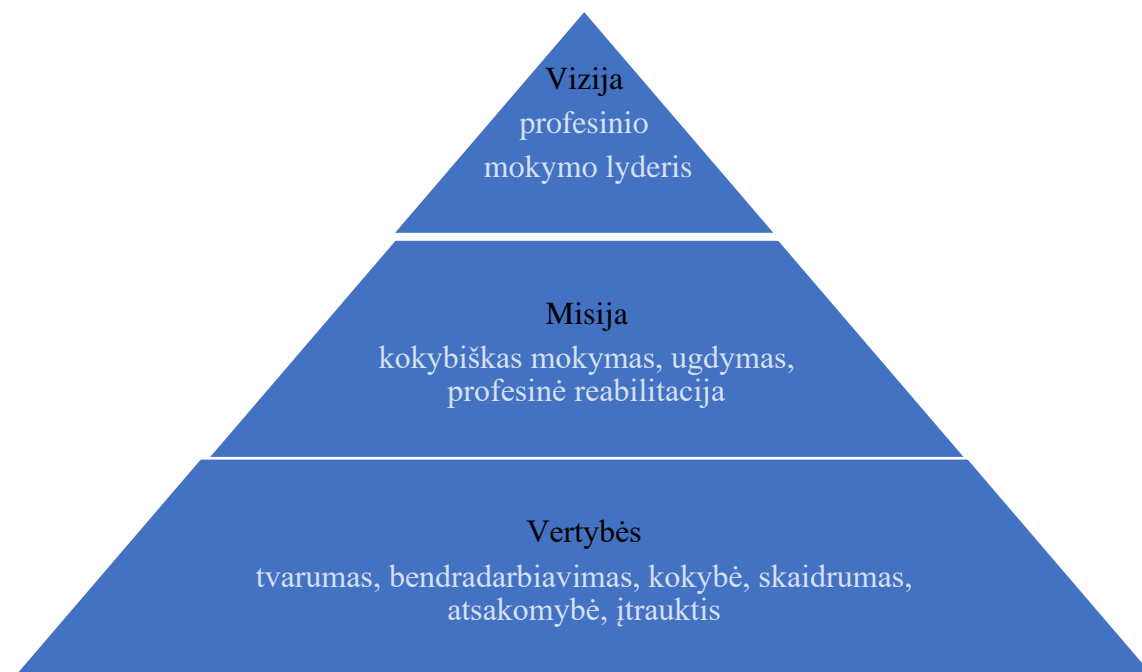 Vizija
profesinio
mokymo lyderis
Misija
kokybiškas mokymas, ugdymas,
profesinė reabilitacija
Vertybės
tvarumas, bendradarbiavimas, kokybė, skaidrumas,
atsakomybė, įtrauktis